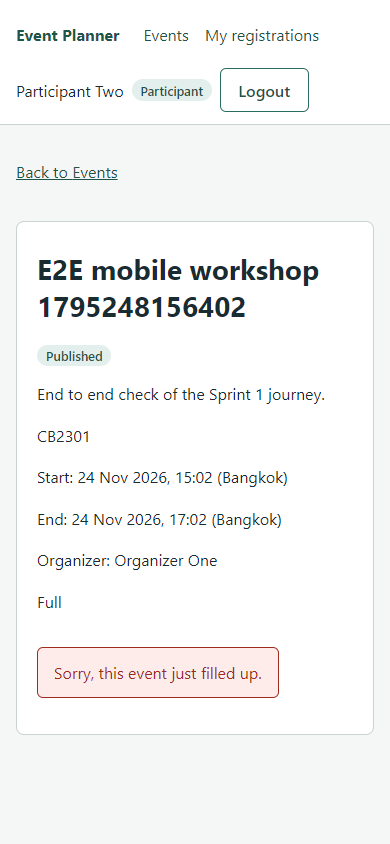 Event Planner Events My registrations
Participant Two Participant Logout
Back to Events
E2E mobile workshop
1795248156402
Published
End to end check of the Sprint 1 journey.
CB2301
Start: 24 Nov 2026, 15:02 (Bangkok)
End: 24 Nov 2026, 17:02 (Bangkok)
Organizer: Organizer One
Full
Sorry, this event just filled up.